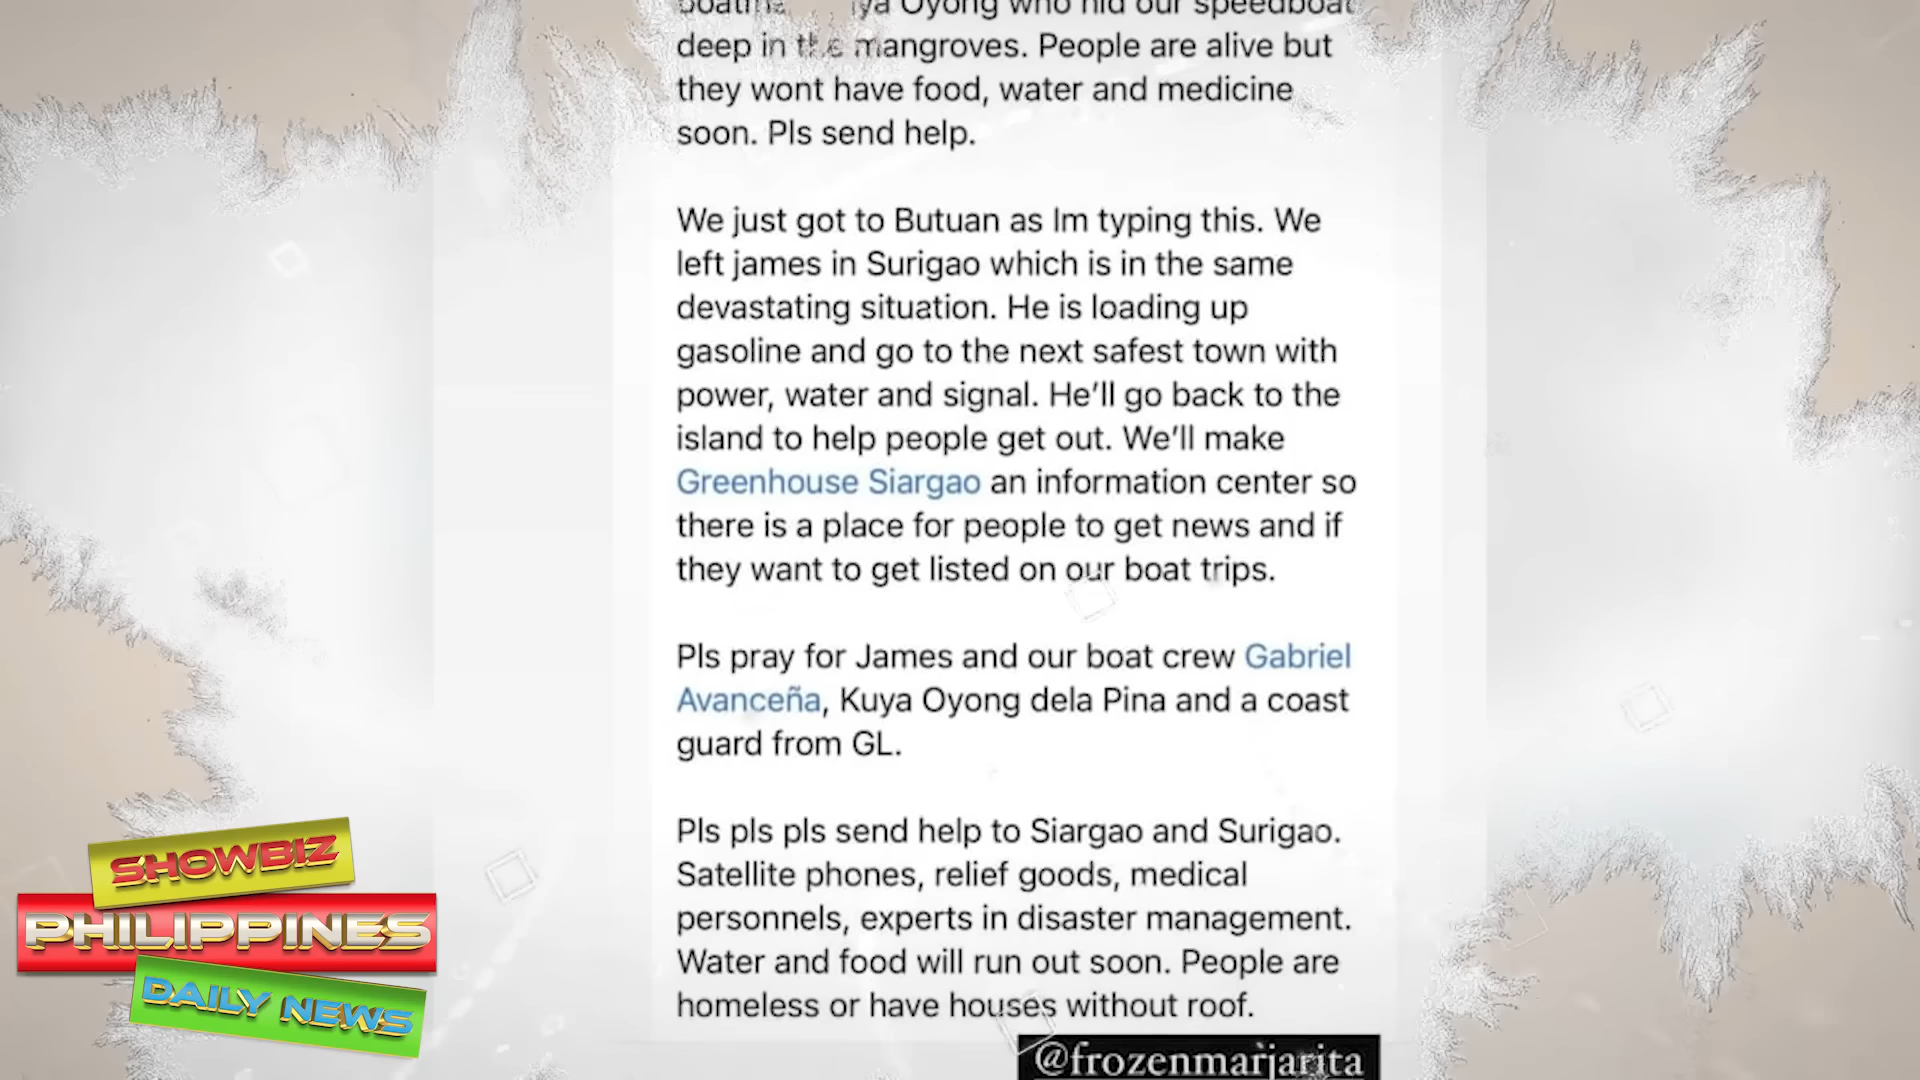 Oyong who hid our speedboat
deep in the mangroves. People are alive but
they wont have food, water and medicine
soon. Pls send help.
We just got to Butuan as Im typing this. We
left james in Surigao which is in the same
devastating situation. He is loading up
gasoline and go to the next safest town with
power, water and signal. He'll go back to the
island to help people get out. We'll make
Greenhouse Siargao an information center so
there is a place for people to get news and if
they want to get listed on our boat trips.
Pls pray for James and our boat crew Gabriel
Avanceña, Kuya Oyong dela Pina and a coast
guard from GL.
Pls pls pls send help to Siargao and Surigao.
Satellite phones, relief goods, medical
personnels, experts in disaster management.
Water and food will run out soon. People are
homeless or have houses without roof.
@frozenmarjarita
SHOWBIZ
PHILIPPINES
DAILY NEWS